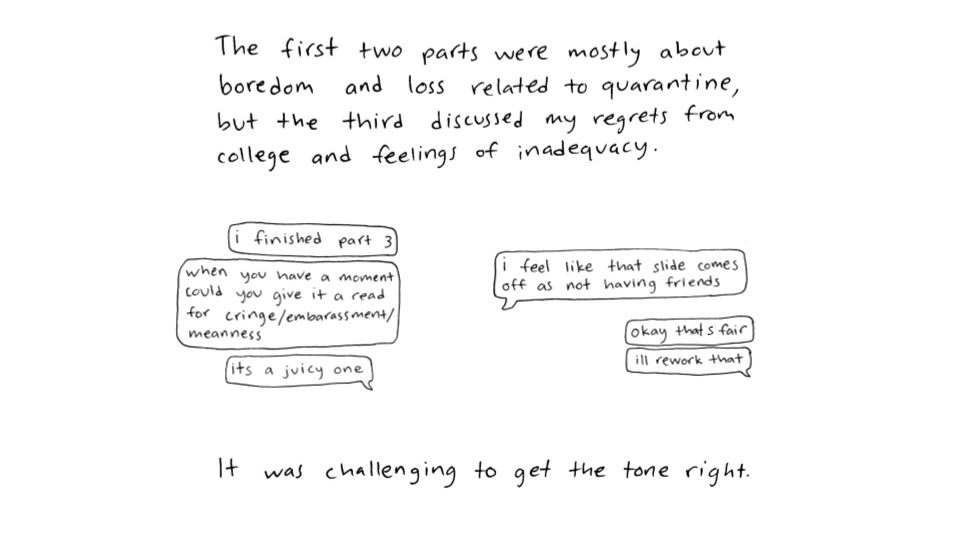 The first two parts were mostly about
boredom and loss related to quarantine,
but the third discussed my regrets from
college and feelings of inadequacy.
i finished part 3
when you have a moment
could you give it a read
for cringe/embarassment/
meanness
its a juicy one
i feel like that slide comes
off as not having friends
okay thats fair
ill rework that
It was challenging to get the tone right.